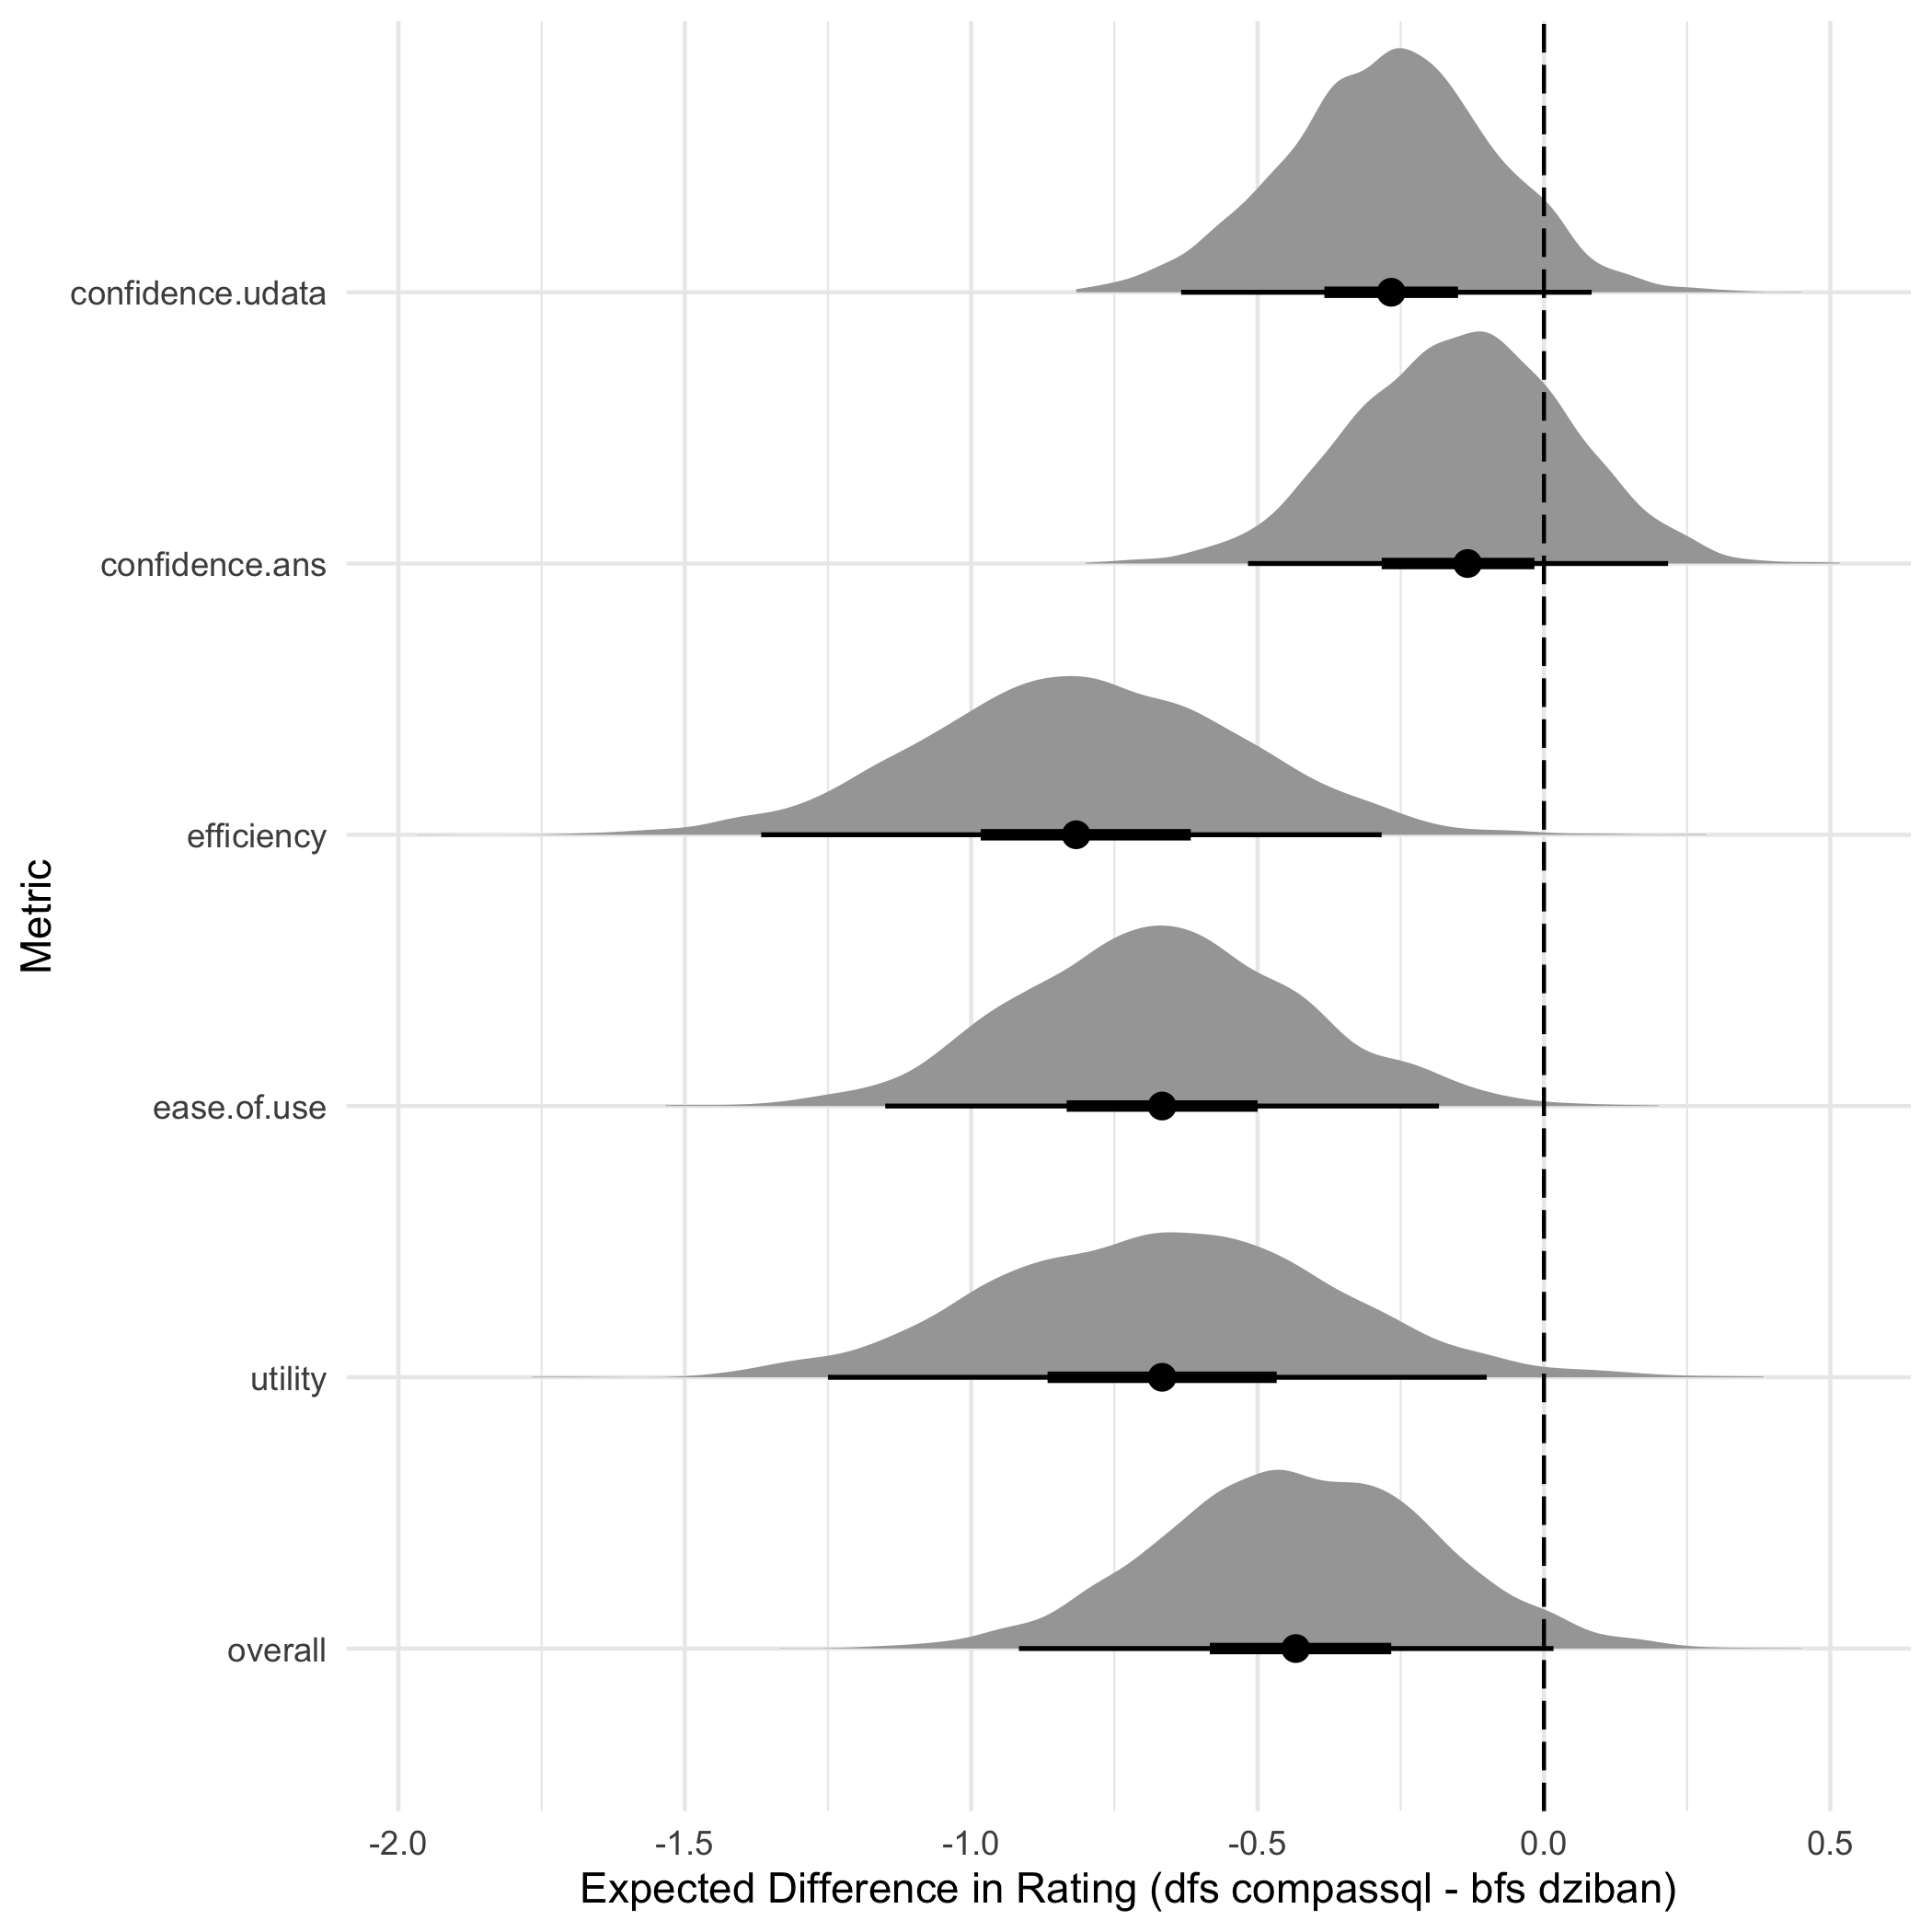 confidence.udata
confidence.ans
efficiency
ease.of.use
utility
overall
Metric
-2.0 -1.5 -1.0 -0.5 0.0 0.5
Expected Difference in Rating (dfs compassql - bfs dziban)